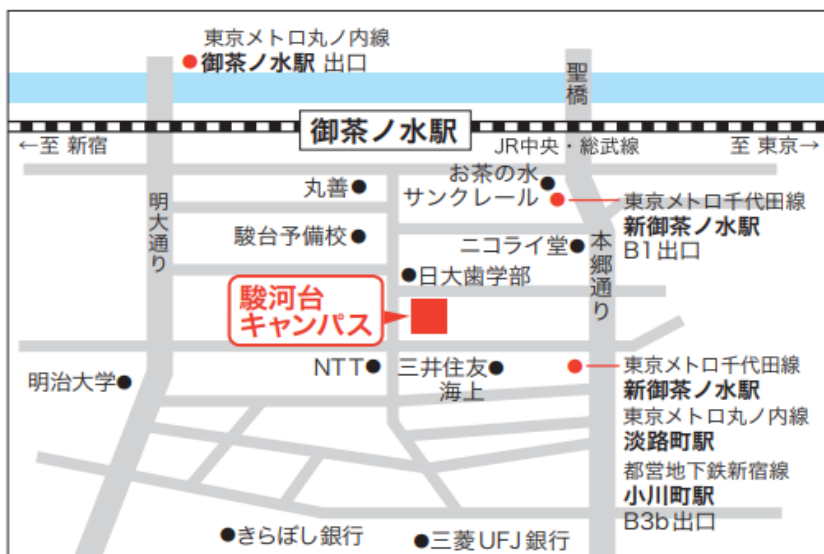 東京メトロ丸ノ内線
御茶ノ水駅 出口
聖橋
御茶ノ水駅
←至 新宿
JR中央・総武線
至 東京→
明大通り
丸善
お茶の水
サンクレール
東京メトロ千代田線
新御茶ノ水駅
B1出口
駿台予備校
ニコライ堂
本郷通り
日大歯学部
駿河台
キャンパス
明治大学
NTT
三井住友
海上
東京メトロ千代田線
新御茶ノ水駅
東京メトロ丸ノ内線
淡路町駅
都営地下鉄新宿線
小川町駅
B3b出口
きらぼし銀行
三菱UFJ銀行